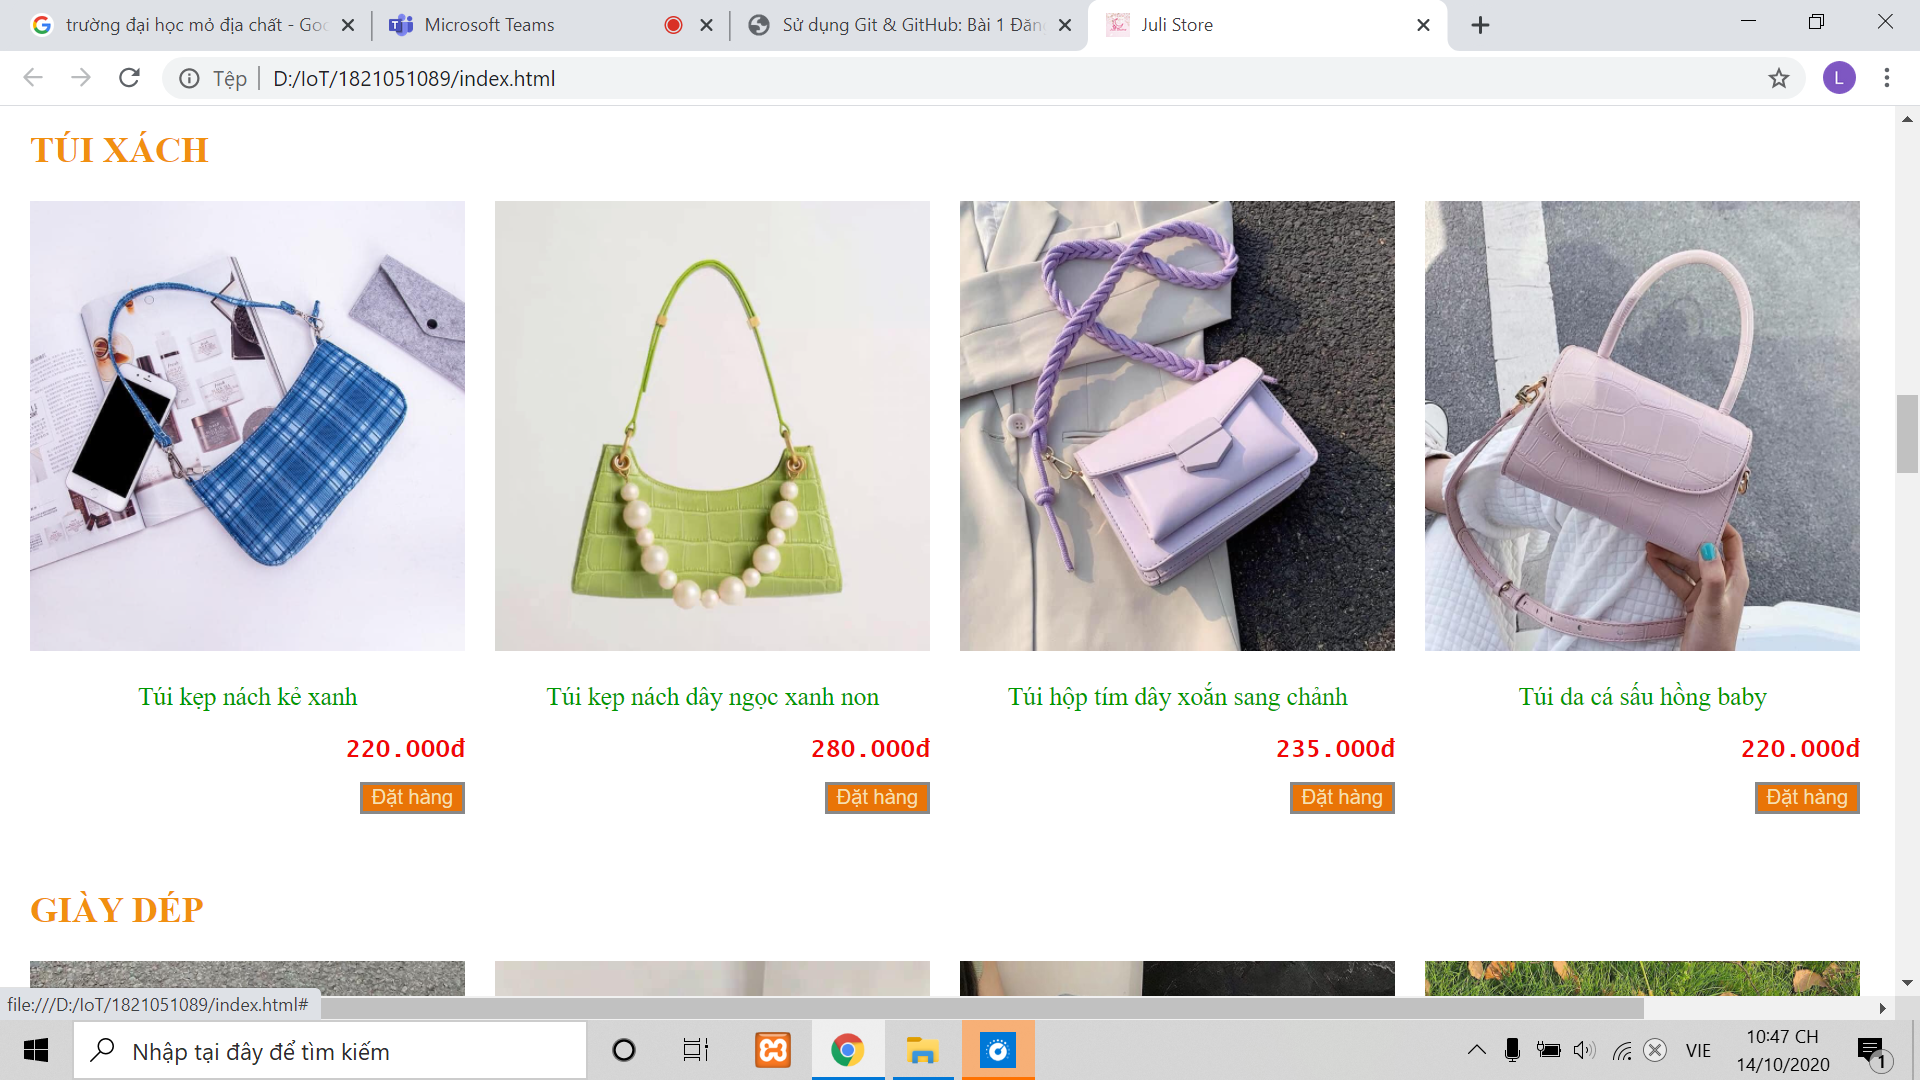 trường đại học mỏ địa chất - Goo
Microsoft Teams
Sử dụng Git & GitHub: Bài 1 Đăng
Juli Store
Tệp
D:/IoT/1821051089/index.html
L
TÚI XÁCH
Túi kẹp nách kẻ xanh
Túi kẹp nách dây ngọc xanh non
Túi hộp tím dây xoắn sang chảnh
Túi da cá sấu hồng baby
220.000đ
280.000đ
235.000đ
220.000đ
Đặt hàng
Đặt hàng
Đặt hàng
Đặt hàng
GIÀY DÉP
file:///D:/IoT/1821051089/index.html#
Nhập tại đây để tìm kiếm
VIE
10:47 CH
14/10/2020
1